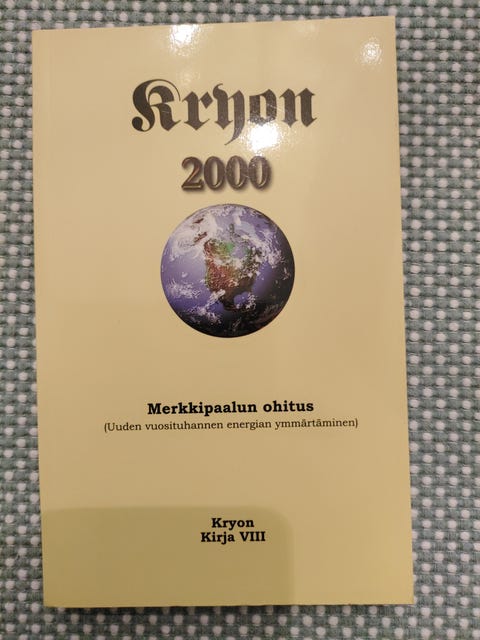 Kryon
2000
Merkkipaalun ohitus
(Uuden vuosituhannen energian ymmärtäminen)
Kryon
Kirja VIII